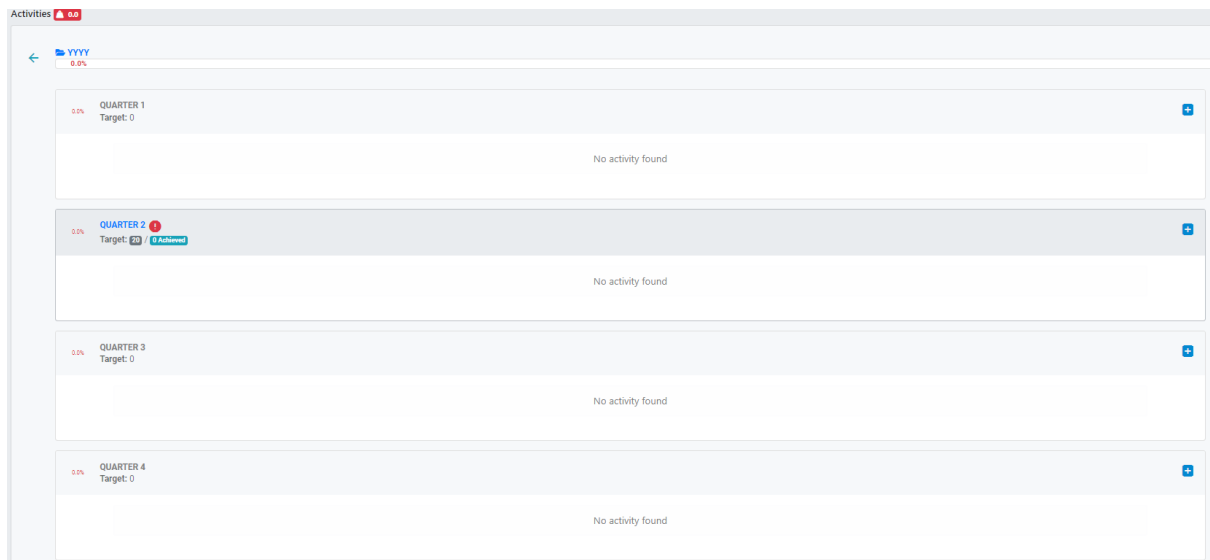 Activities 0.0
YYYY
0.0%
0.0%
QUARTER 1
Target: 0
No activity found
0.0%
QUARTER 2
Target: 20 / 0 Achieved
No activity found
0.0%
QUARTER 3
Target: 0
No activity found
0.0%
QUARTER 4
Target: 0
No activity found